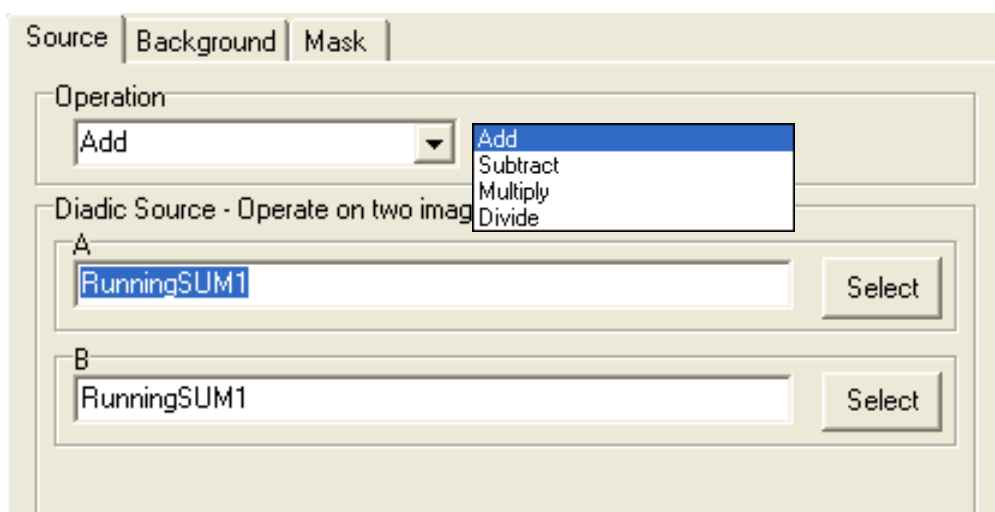 Source Background Mask
Operation
Add
Add
Subtract
Multiply
Divide
Diadic Source - Operate on two imag
A
RunningSUM1 Select
B
RunningSUM1 Select